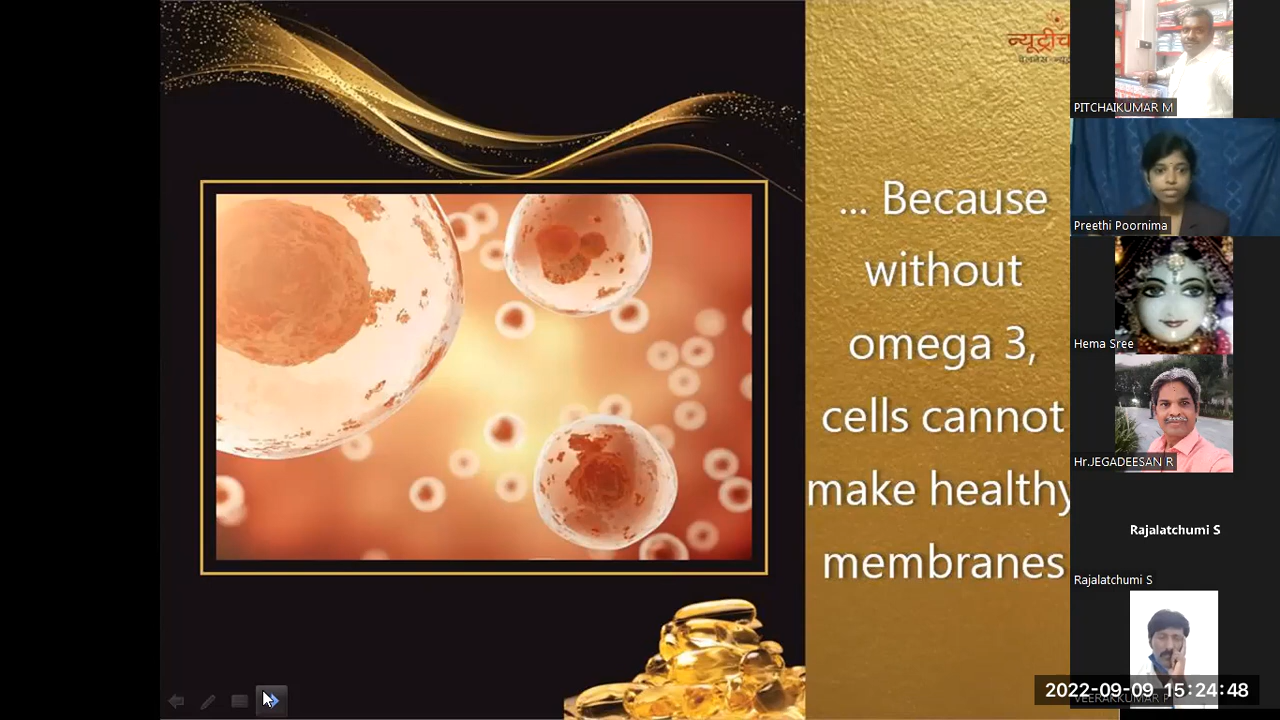 ... Because
without
omega 3,
cells cannot
make healthy
membranes
PITCHAIKUMAR M
Preethi Poornima
Hema Sree
Hr.JEGADEESAN R
Rajalatchumi S
Rajalatchumi S
2022-09-09 15:24:48
VEERAKKUMAR P